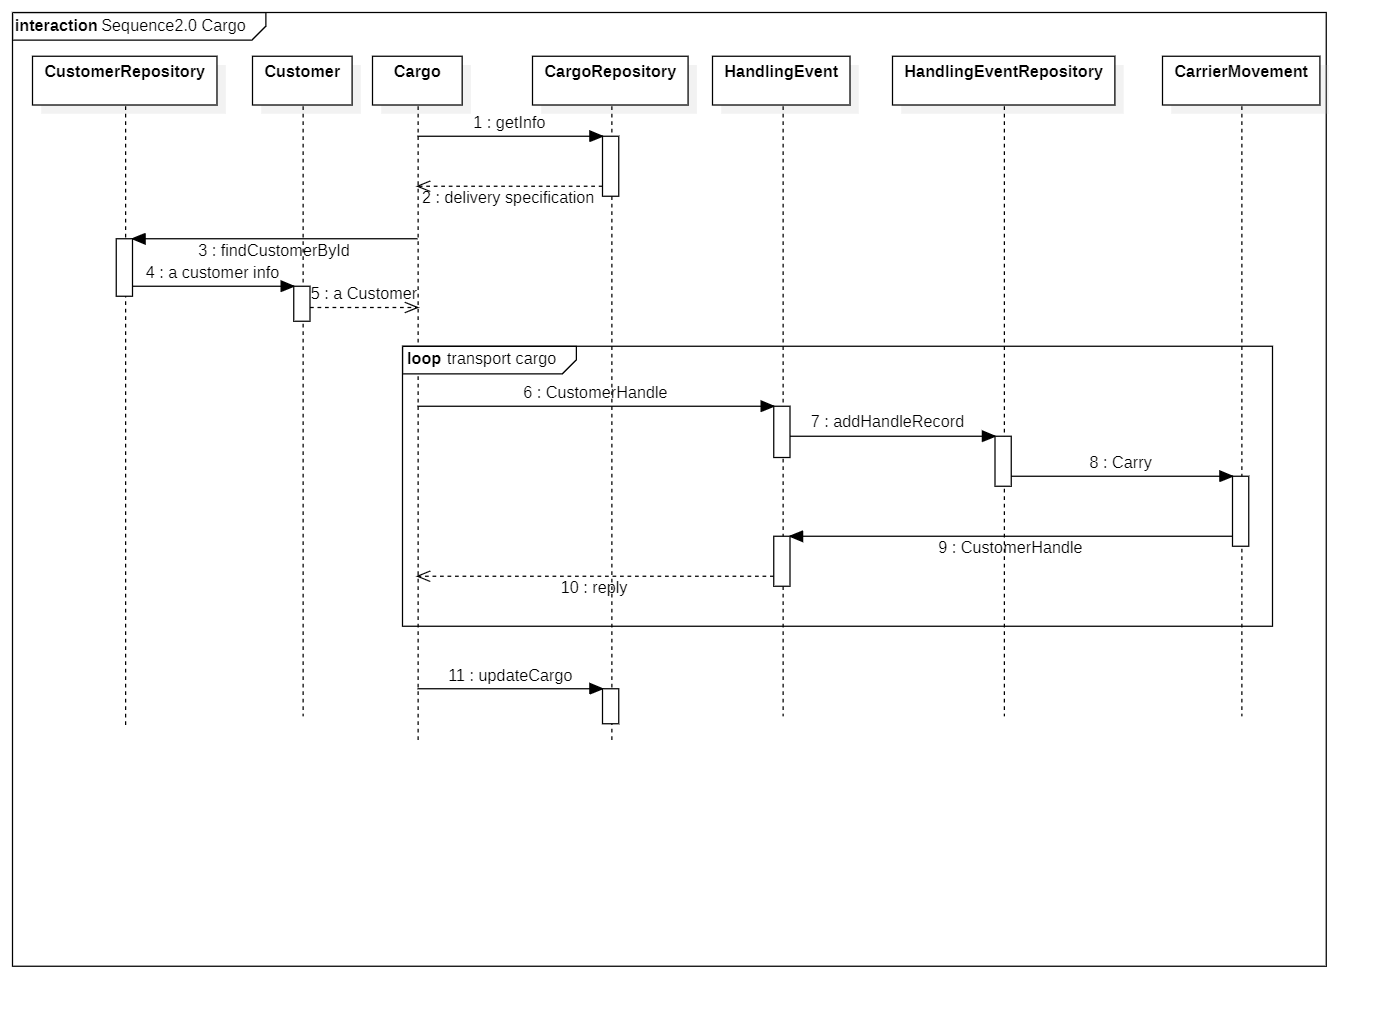 interaction Sequence2.0 Cargo
CustomerRepository
Customer
Cargo
CargoRepository
HandlingEvent
HandlingEventRepository
CarrierMovement
1 : getInfo
2 : delivery specification
3 : findCustomerById
4 : a customer info
5 : a Customer
loop transport cargo
6 : CustomerHandle
7 : addHandleRecord
8 : Carry
9 : CustomerHandle
10 : reply
11 : updateCargo